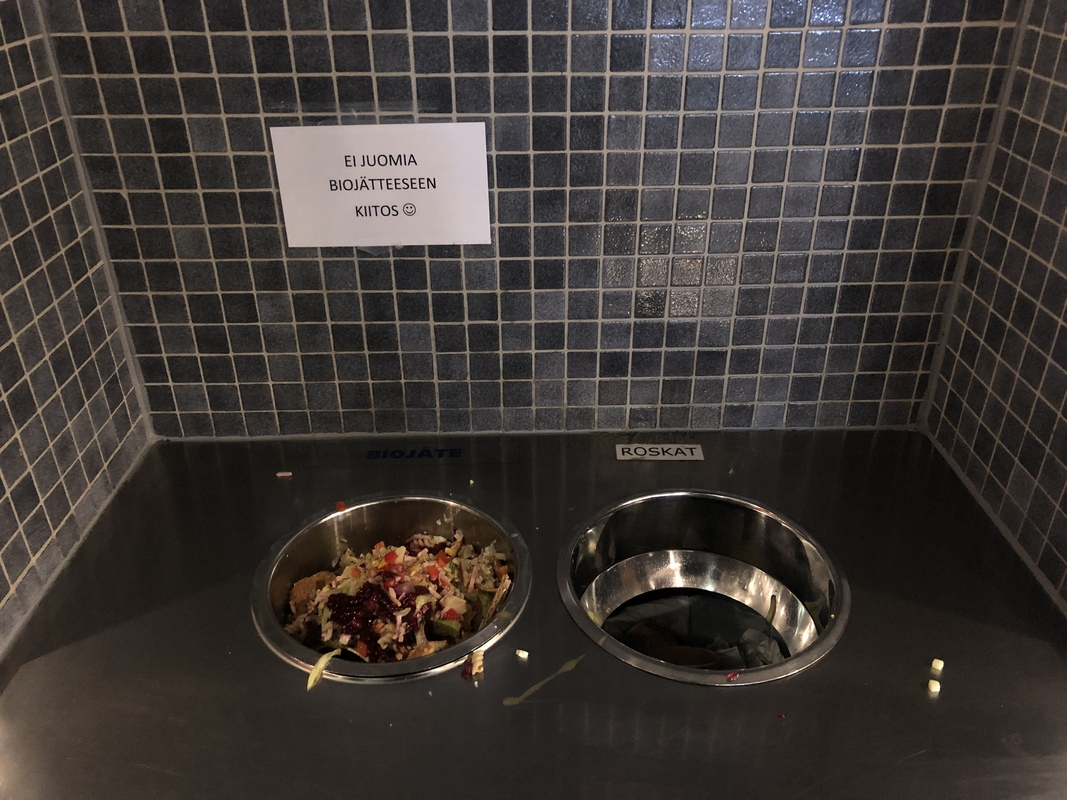 EI JUOMIA
BIOJÄTTEESEEN
KIITOS ☺
BIOJÄTE
ROSKAT